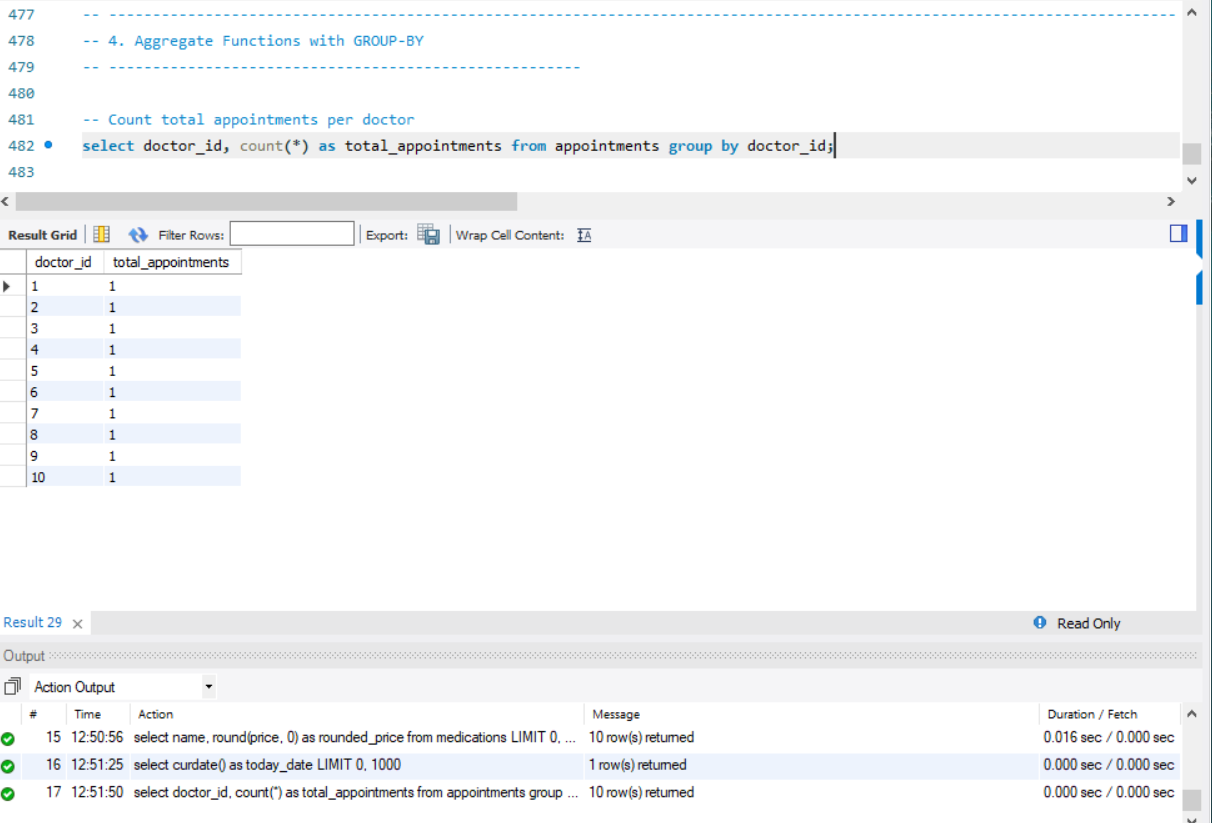 477 -- --------------------------------------------------------------------------------------------------------------------------
478 -- 4. Aggregate Functions with GROUP-BY
479 -- ------------------------------------------------------
480
481 -- Count total appointments per doctor
482 select doctor_id, count(*) as total_appointments from appointments group by doctor_id;
483
Result Grid Filter Rows: Export: Wrap Cell Content: IA
doctor_id total_appointments
1 1
2 1
3 1
4 1
5 1
6 1
7 1
8 1
9 1
10 1
Result 29 × Read Only
Output
Action Output
# Time Action Message Duration / Fetch
15 12:50:56 select name, round(price, 0) as rounded_price from medications LIMIT 0, ... 10 row(s) returned 0.016 sec / 0.000 sec
16 12:51:25 select curdate() as today_date LIMIT 0, 1000 1 row(s) returned 0.000 sec / 0.000 sec
17 12:51:50 select doctor_id, count(*) as total_appointments from appointments group ... 10 row(s) returned 0.000 sec / 0.000 sec